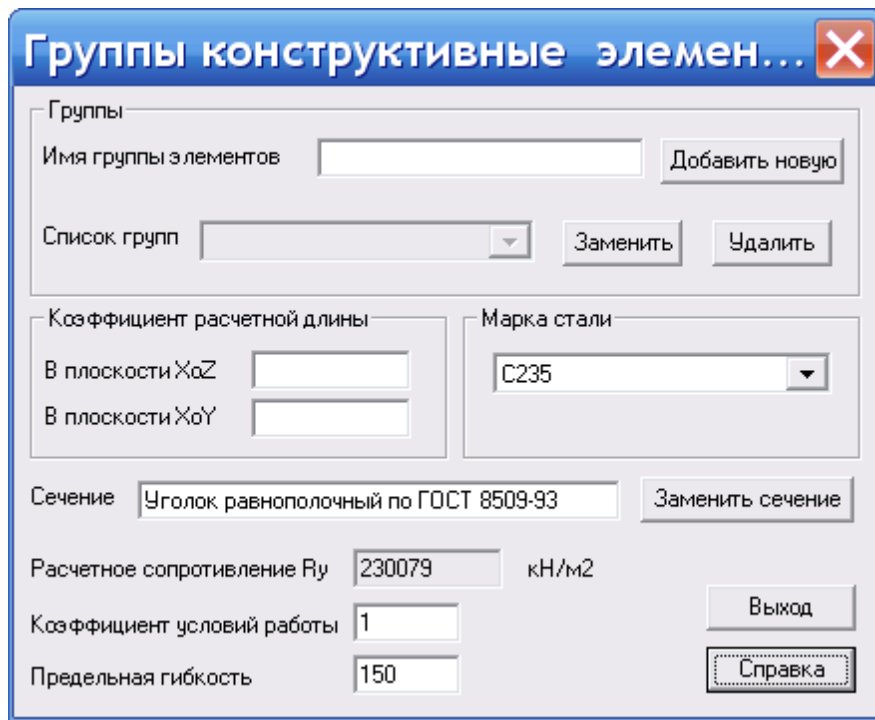 Группы конструктивные элемен...
Группы
Имя группы элементов
Добавить новую
Список групп
Заменить
Удалить
Коэффициент расчетной длины
Марка стали
В плоскости XoZ
С235
В плоскости XoY
Сечение
Уголок равнополочный по ГОСТ 8509-93
Заменить сечение
Расчетное сопротивление Ry
230079
кН/м2
Коэффициент условий работы
1
Выход
Предельная гибкость
150
Справка